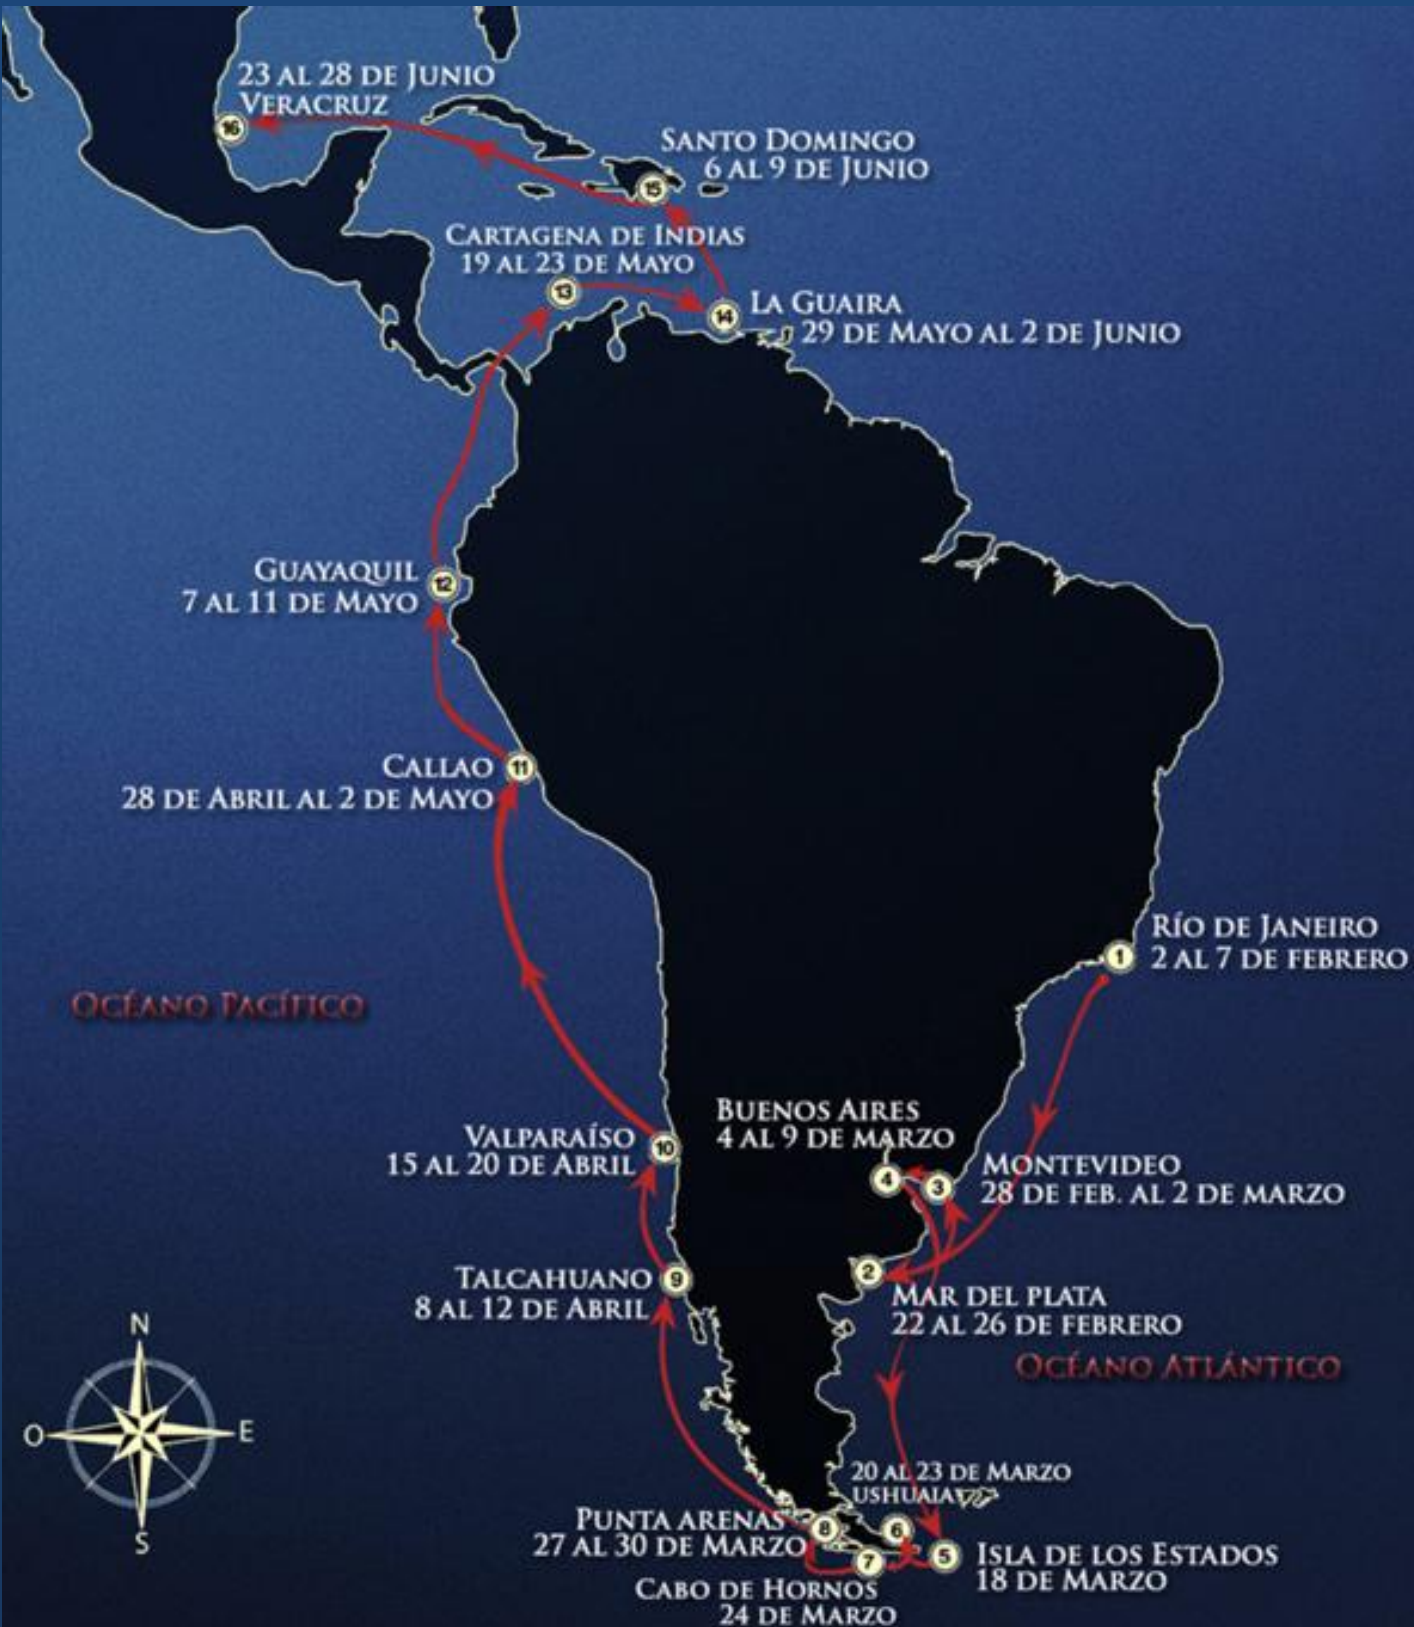 23 AL 28 DE JUNIO
VERACRUZ
16
SANTO DOMINGO
6 AL 9 DE JUNIO
15
CARTAGENA DE INDIAS
19 AL 23 DE MAYO
13
14
LA GUAIRA
29 DE MAYO AL 2 DE JUNIO
GUAYAQUIL
7 AL 11 DE MAYO
12
CALLAO
28 DE ABRIL AL 2 DE MAYO
11
RÍO DE JANEIRO
2 AL 7 DE FEBRERO
1
OCÉANO PACÍFICO
BUENOS AIRES
4 AL 9 DE MARZO
4
VALPARAÍSO
15 AL 20 DE ABRIL
10
3
MONTEVIDEO
28 DE FEB. AL 2 DE MARZO
TALCAHUANO
8 AL 12 DE ABRIL
9
2
MAR DEL PLATA
22 AL 26 DE FEBRERO
OCÉANO ATLÁNTICO
N
O
E
S
20 AL 23 DE MARZO
USHUAIA
6
PUNTA ARENAS
27 AL 30 DE MARZO
8
7
5
ISLA DE LOS ESTADOS
18 DE MARZO
CABO DE HORNOS
24 DE MARZO